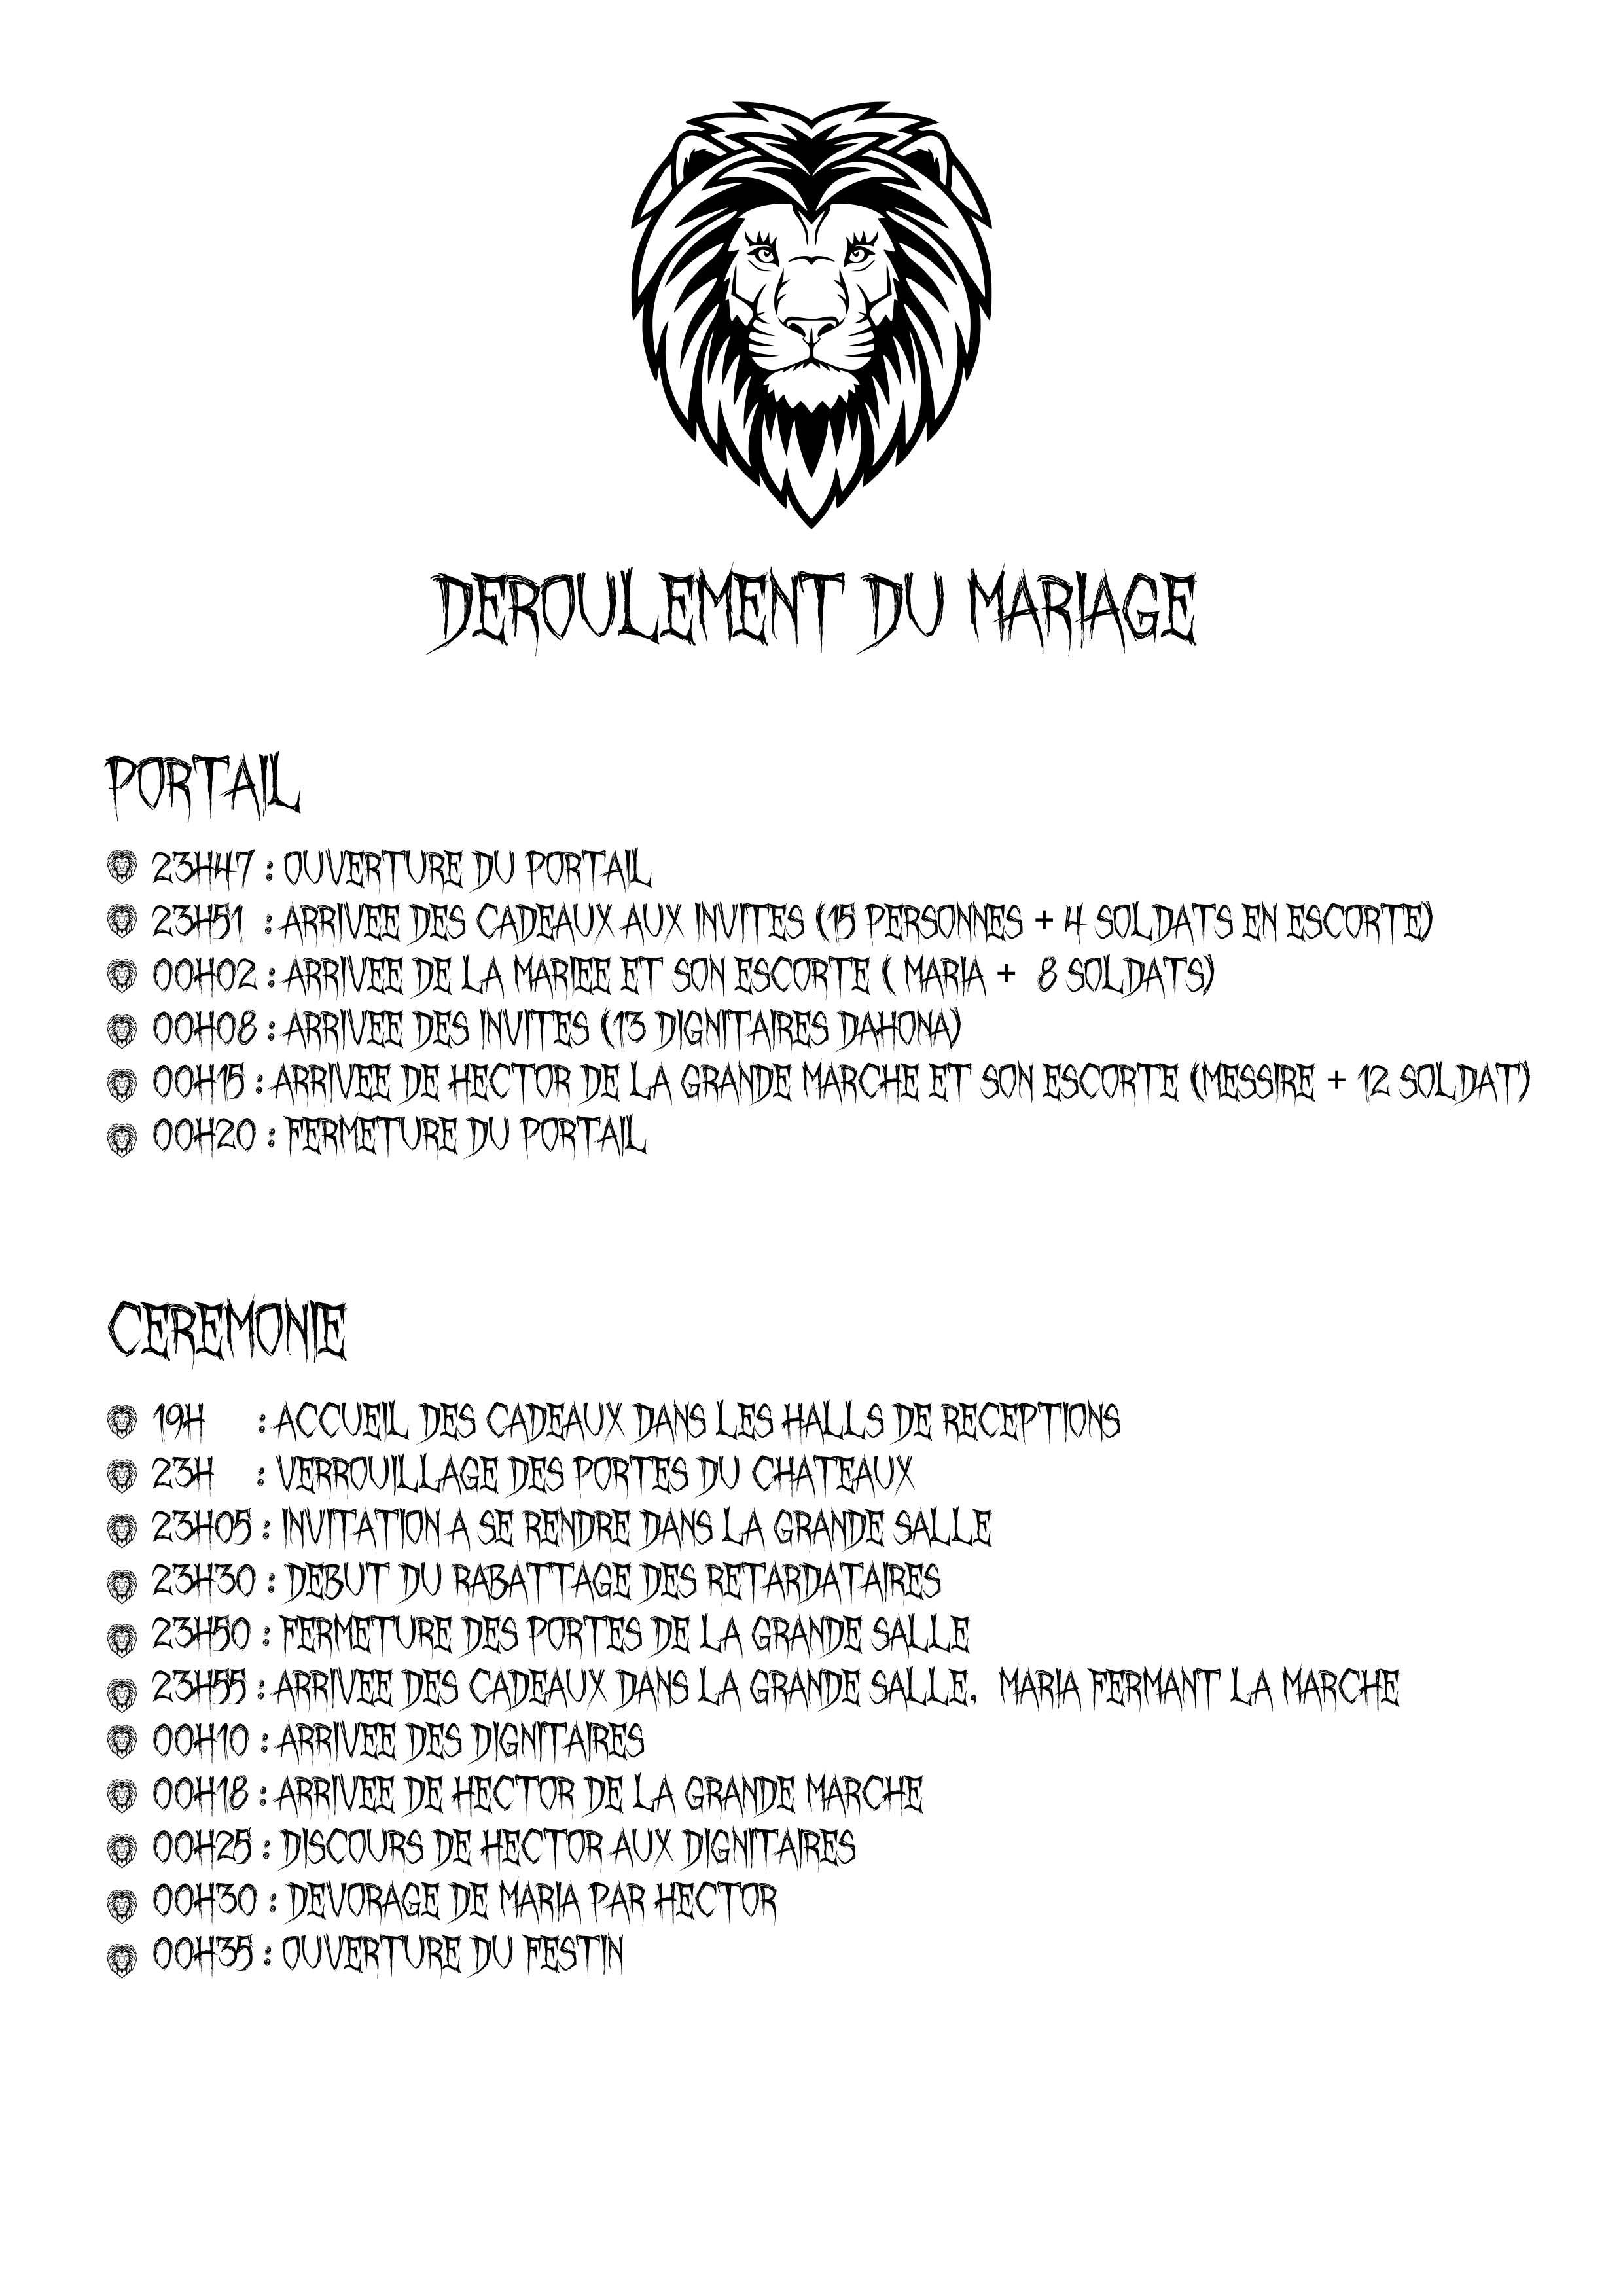 DEROULEMENT DU MARIAGE
PORTAIL
23H47 : OUVERTURE DU PORTAIL
23H51 : ARRIVEE DES CADEAUX AUX INVITES (15 PERSONNES + 4 SOLDATS EN ESCORTE)
00H02 : ARRIVEE DE LA MARIEE ET SON ESCORTE ( MARIA + 8 SOLDATS)
00H08 : ARRIVEE DES INVITES (13 DIGNITAIRES DAHONA)
00H15 : ARRIVEE DE HECTOR DE LA GRANDE MARCHE ET SON ESCORTE (MESSIRE + 12 SOLDAT)
00H20 : FERMETURE DU PORTAIL
CEREMONIE
19H : ACCUEIL DES CADEAUX DANS LES HALLS DE RECEPTIONS
23H : VERROUILLAGE DES PORTES DU CHATEAUX
23H05 : INVITATION A SE RENDRE DANS LA GRANDE SALLE
23H30 : DEBUT DU RABATTAGE DES RETARDATAIRES
23H50 : FERMETURE DES PORTES DE LA GRANDE SALLE
23H55 : ARRIVEE DES CADEAUX DANS LA GRANDE SALLE, MARIA FERMANT LA MARCHE
00H10 : ARRIVEE DES DIGNITAIRES
00H18 : ARRIVEE DE HECTOR DE LA GRANDE MARCHE
00H25 : DISCOURS DE HECTOR AUX DIGNITAIRES
00H30 : DEVORAGE DE MARIA PAR HECTOR
00H35 : OUVERTURE DU FESTIN